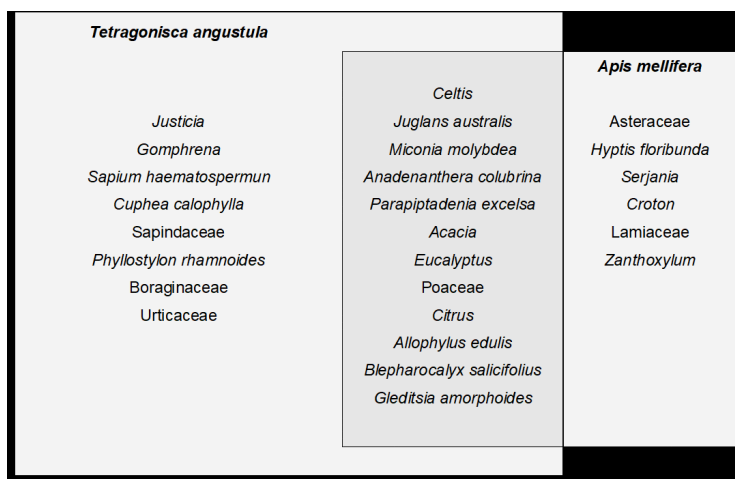 Tetragonisca angustula
Justicia
Gomphrena
Sapium haematospermun
Cuphea calophylla
Sapindaceae
Phyllostylon rhamnoides
Boraginaceae
Urticaceae
Celtis
Juglans australis
Miconia molybdea
Anadenanthera colubrina
Parapiptadenia excelsa
Acacia
Eucalyptus
Poaceae
Citrus
Allophylus edulis
Blepharocalyx salicifolius
Gleditsia amorphoides
Apis mellifera
Asteraceae
Hyptis floribunda
Serjania
Croton
Lamiaceae
Zanthoxylum